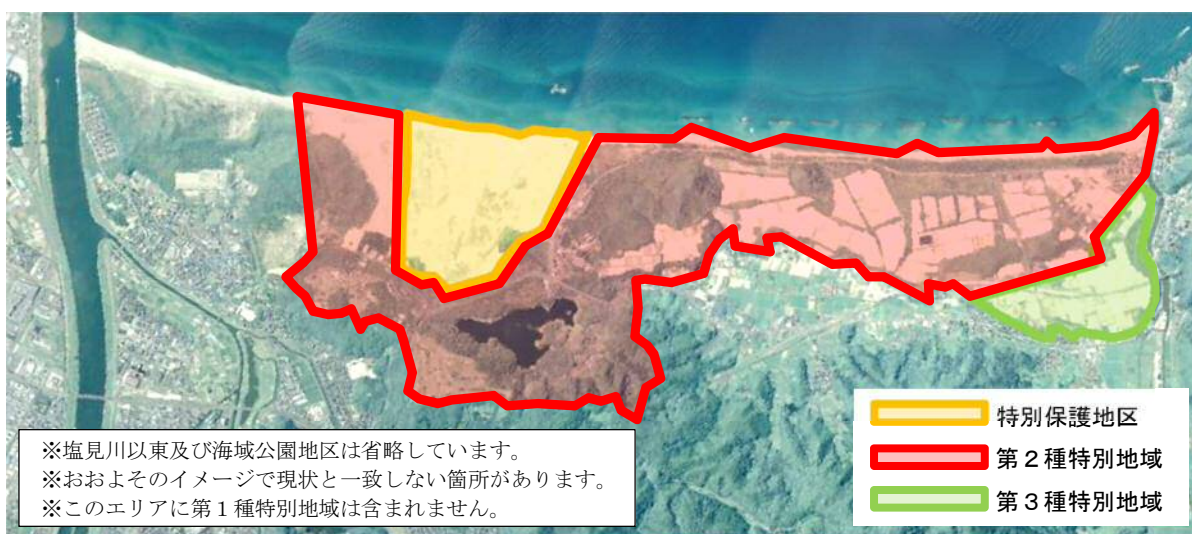 ※塩見川以東及び海域公園地区は省略しています。
※おおよそのイメージで現状と一致しない箇所があります。
※このエリアに第１種特別地域は含まれません。
特別保護地区
第２種特別地域
第３種特別地域